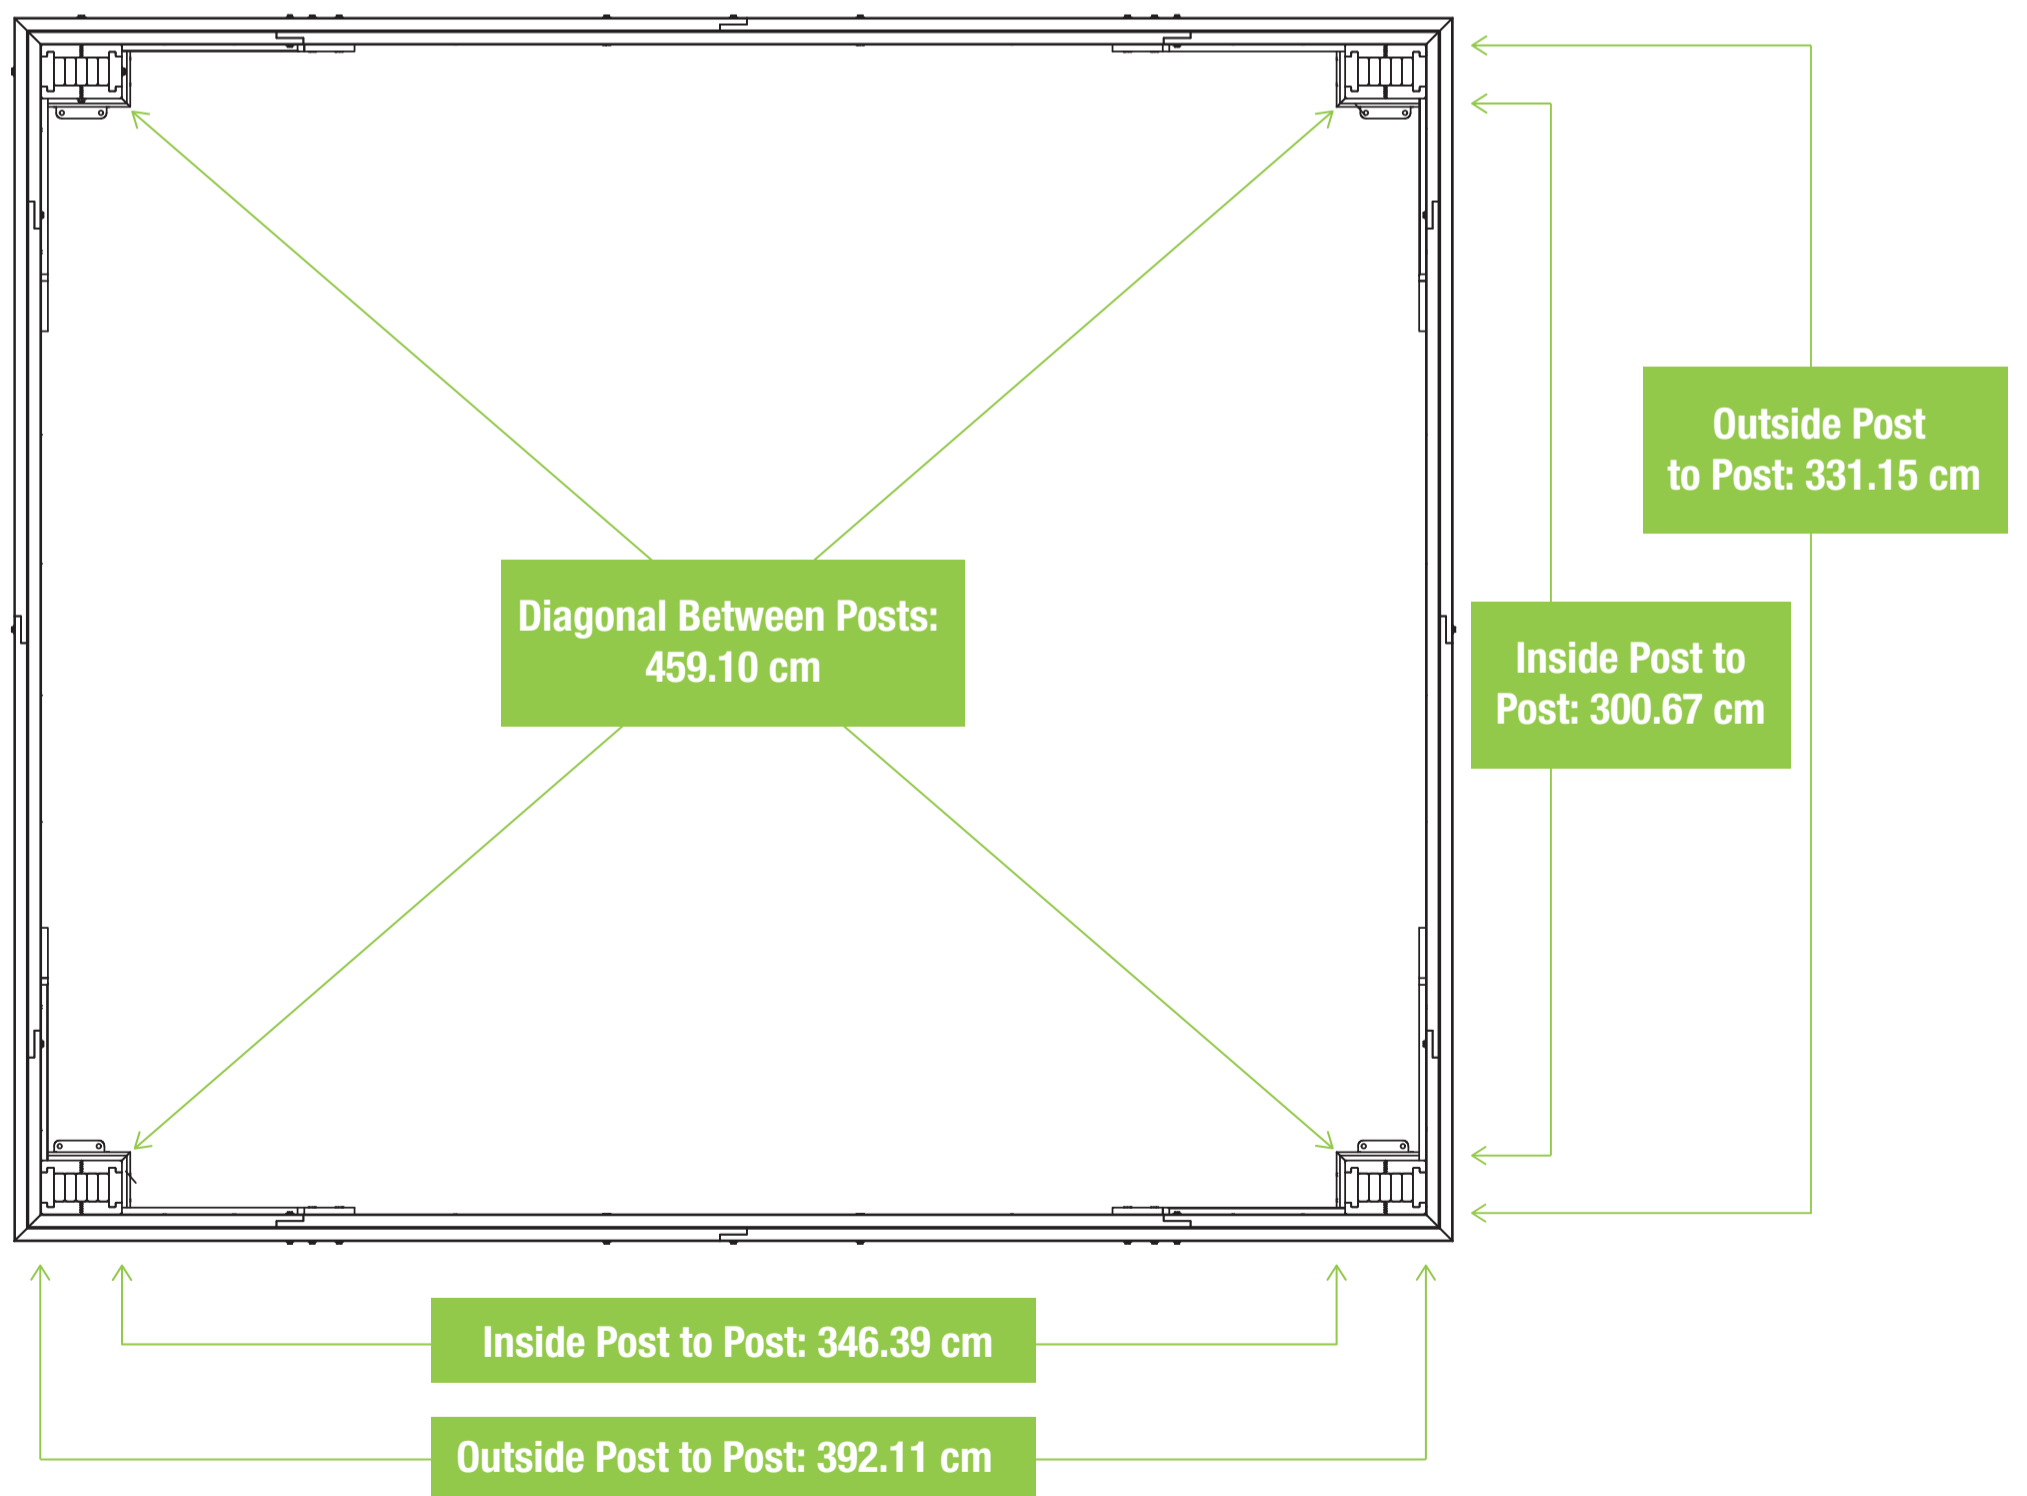 Outside Post
to Post: 331.15 cm
Diagonal Between Posts:
459.10 cm
Inside Post to
Post: 300.67 cm
Inside Post to Post: 346.39 cm
Outside Post to Post: 392.11 cm